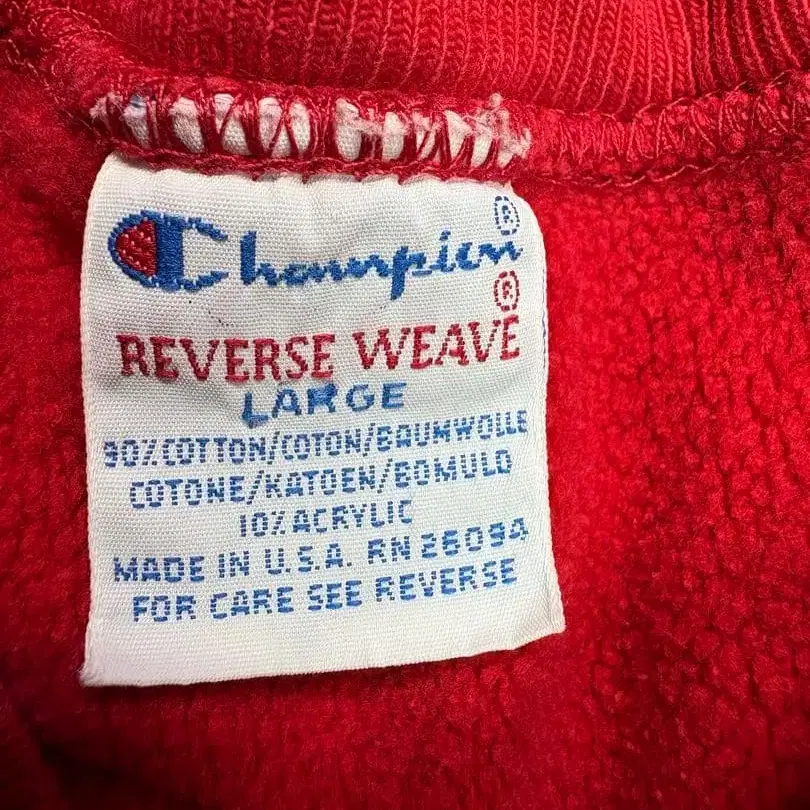 Champion®
REVERSE WEAVE®
LARGE
90% COTTON/COTON/BAUMWOLLE
COTONE/KATOEN/BOMULD
10% ACRYLIC
MADE IN U.S.A. RN 26094
FOR CARE SEE REVERSE